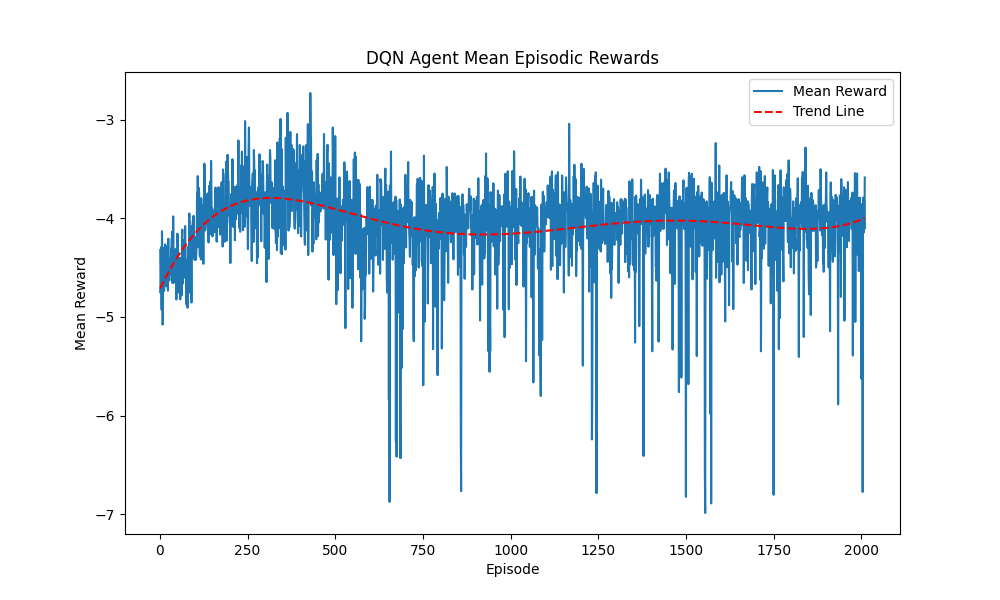 DQN Agent Mean Episodic Rewards
Mean Reward
Trend Line
Mean Reward
−3
−4
−5
−6
−7
0 250 500 750 1000 1250 1500 1750 2000
Episode